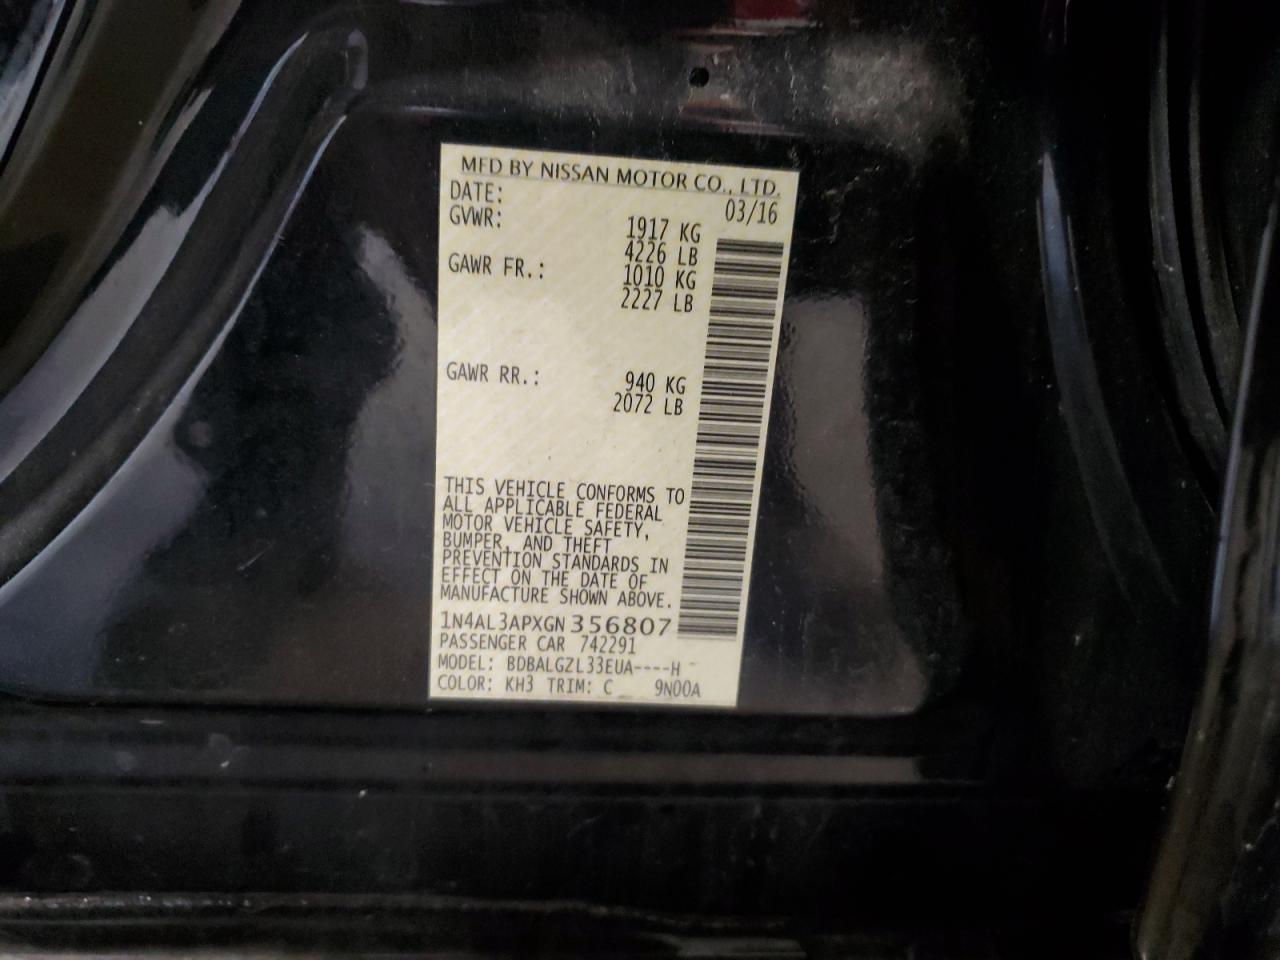 MFD BY NISSAN MOTOR CO., LTD.
DATE: 03/16
GVWR: 1917 KG
4226 LB
GAWR FR.: 1010 KG
2227 LB
GAWR RR.: 940 KG
2072 LB
THIS VEHICLE CONFORMS TO
ALL APPLICABLE FEDERAL
MOTOR VEHICLE SAFETY,
BUMPER, AND THEFT
PREVENTION STANDARDS IN
EFFECT ON THE DATE OF
MANUFACTURE SHOWN ABOVE.
1N4AL3APXGN356807
PASSENGER CAR 742291
MODEL: BDBALGZL33EUA----H
COLOR: KH3 TRIM: C 9N00A